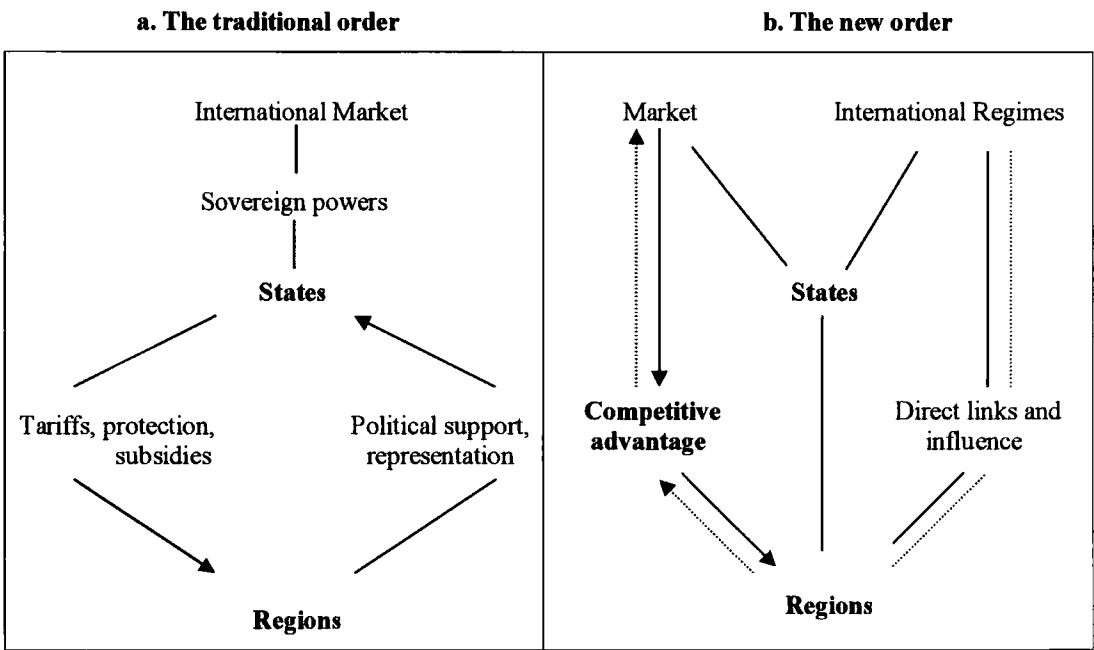 a. The traditional order
International Market
Sovereign powers
States
Tariffs, protection,
subsidies
Political support,
representation
Regions
b. The new order
Market
International Regimes
States
Competitive
advantage
Direct links and
influence
Regions